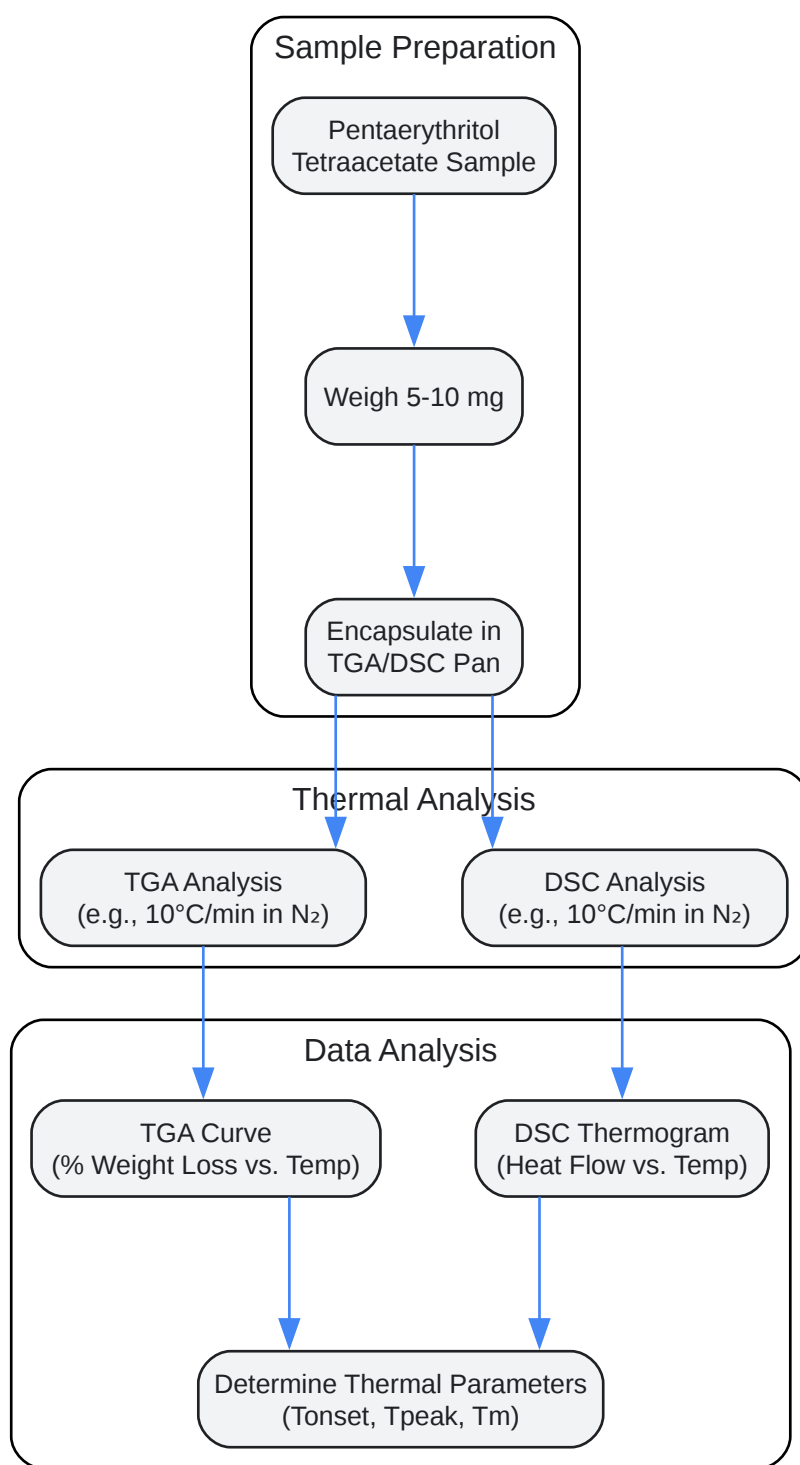 Sample Preparation
Pentaerythritol
Tetraacetate Sample
Weigh 5-10 mg
Encapsulate in
TGA/DSC Pan
Thermal Analysis
TGA Analysis
(e.g., 10°C/min in N₂)
DSC Analysis
(e.g., 10°C/min in N₂)
Data Analysis
TGA Curve
(% Weight Loss vs. Temp)
DSC Thermogram
(Heat Flow vs. Temp)
Determine Thermal Parameters
(Tonset, Tpeak, Tm)